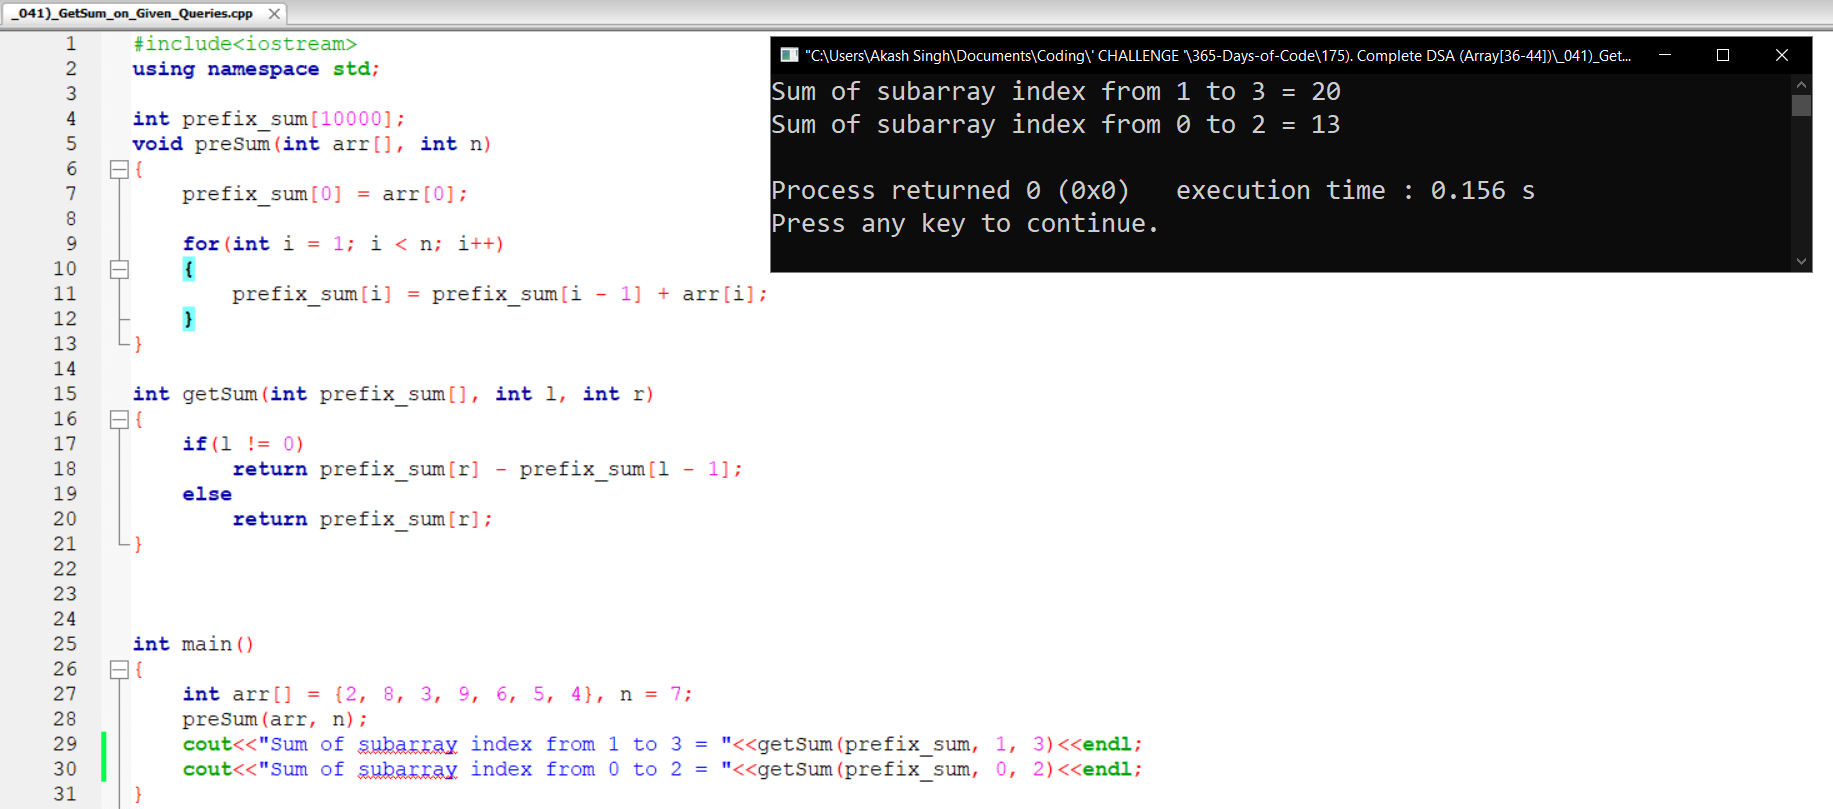 _041)_GetSum_on_Given_Queries.cpp
1 #include<iostream>
2 using namespace std;
3
4 int prefix_sum[10000];
5 void preSum(int arr[], int n)
6 {
7 prefix_sum[0] = arr[0];
8
9 for(int i = 1; i < n; i++)
10 {
11 prefix_sum[i] = prefix_sum[i - 1] + arr[i];
12 }
13 }
14
15 int getSum(int prefix_sum[], int l, int r)
16 {
17 if(l != 0)
18 return prefix_sum[r] - prefix_sum[l - 1];
19 else
20 return prefix_sum[r];
21 }
22
23
24
25 int main()
26 {
27 int arr[] = {2, 8, 3, 9, 6, 5, 4}, n = 7;
28 preSum(arr, n);
29 cout<<"Sum of subarray index from 1 to 3 = "<<getSum(prefix_sum, 1, 3)<<endl;
30 cout<<"Sum of subarray index from 0 to 2 = "<<getSum(prefix_sum, 0, 2)<<endl;
31 }
"C:\Users\Akash Singh\Documents\Coding\' CHALLENGE '\365-Days-of-Code\175). Complete DSA (Array[36-44])\_041)_Get...
Sum of subarray index from 1 to 3 = 20
Sum of subarray index from 0 to 2 = 13
Process returned 0 (0x0) execution time : 0.156 s
Press any key to continue.